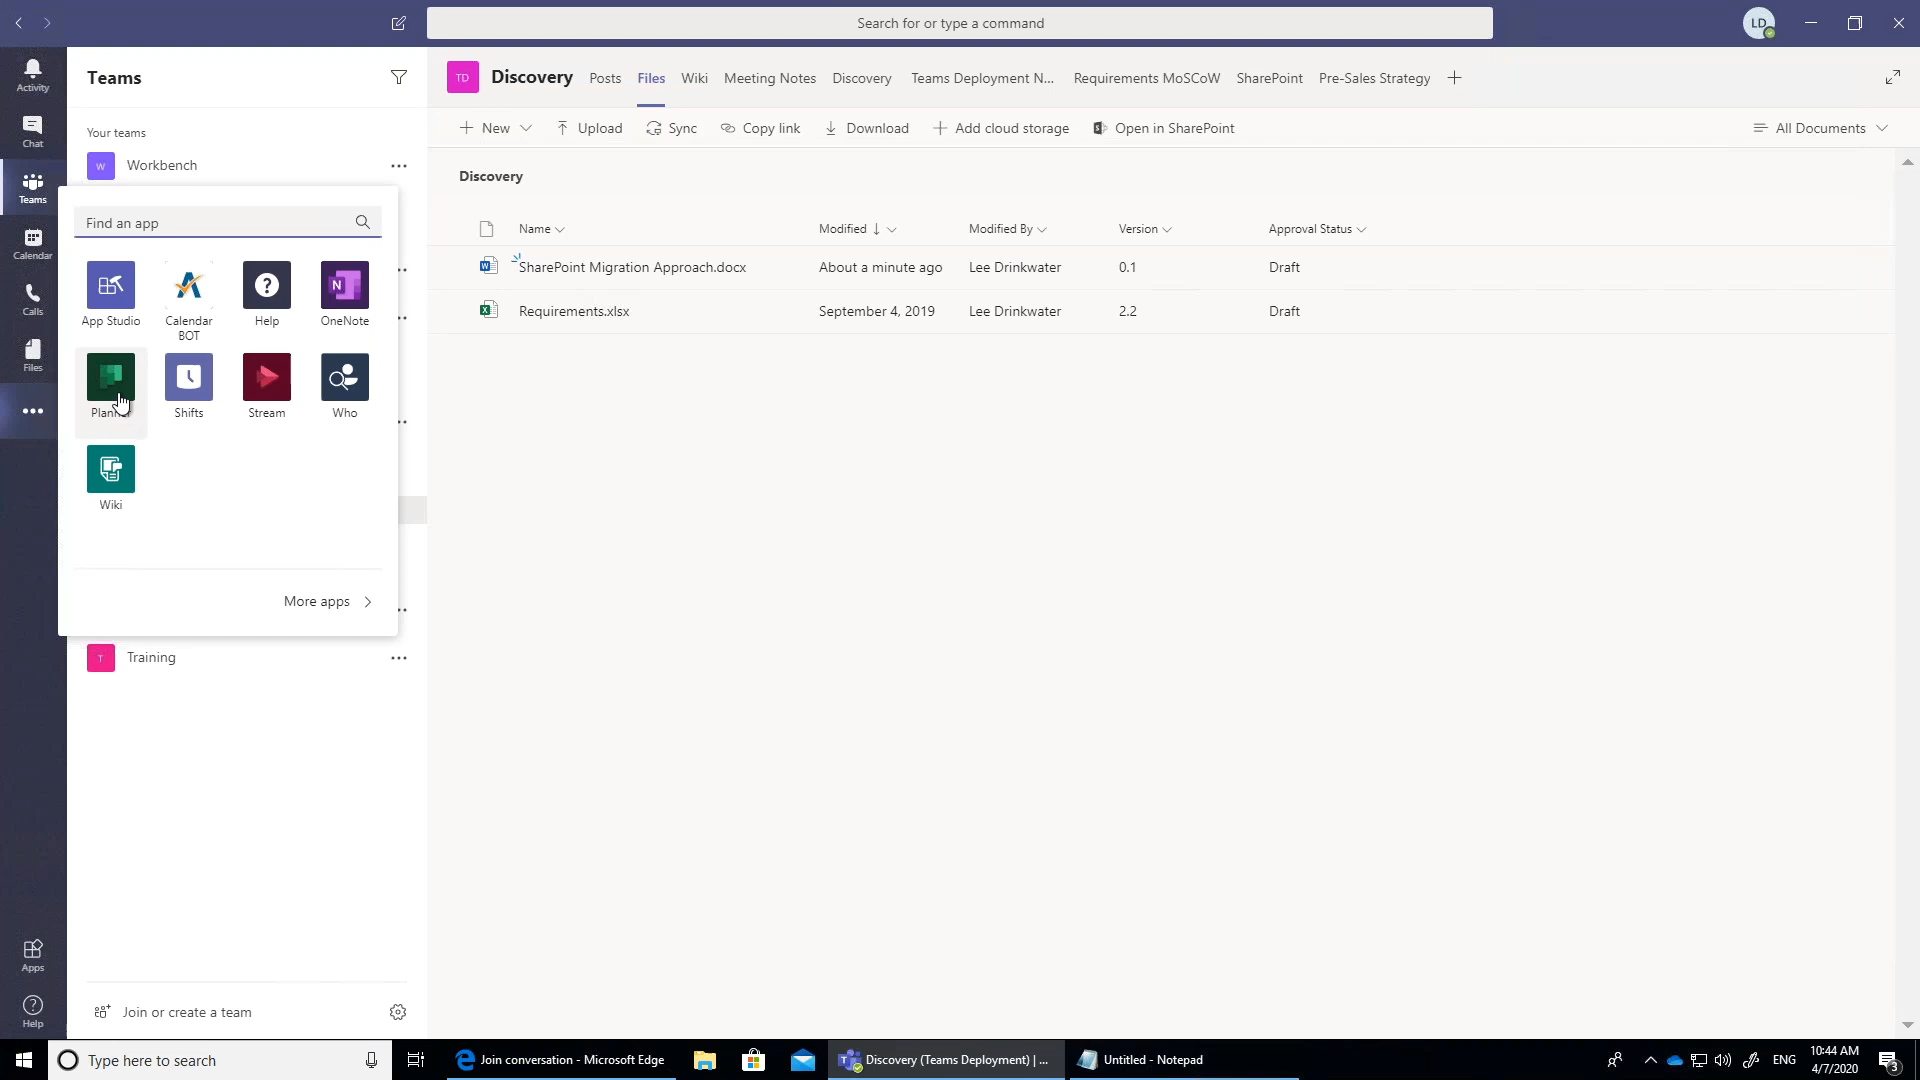 Search for or type a command
LD
Activity
Chat
Teams
Calendar
Calls
Files
Apps
Help
Teams
Your teams
W Workbench
Find an app
App Studio
Calendar BOT
Help
OneNote
Planner
Shifts
Stream
Who
Wiki
More apps
T Training
Join or create a team
TD Discovery Posts Files Wiki Meeting Notes Discovery Teams Deployment N... Requirements MoSCoW SharePoint Pre-Sales Strategy
New Upload Sync Copy link Download Add cloud storage Open in SharePoint All Documents
Discovery
Name Modified Modified By Version Approval Status
SharePoint Migration Approach.docx About a minute ago Lee Drinkwater 0.1 Draft
Requirements.xlsx September 4, 2019 Lee Drinkwater 2.2 Draft
Type here to search
Join conversation - Microsoft Edge
Discovery (Teams Deployment) | ...
Untitled - Notepad
ENG
10:44 AM
4/7/2020
3